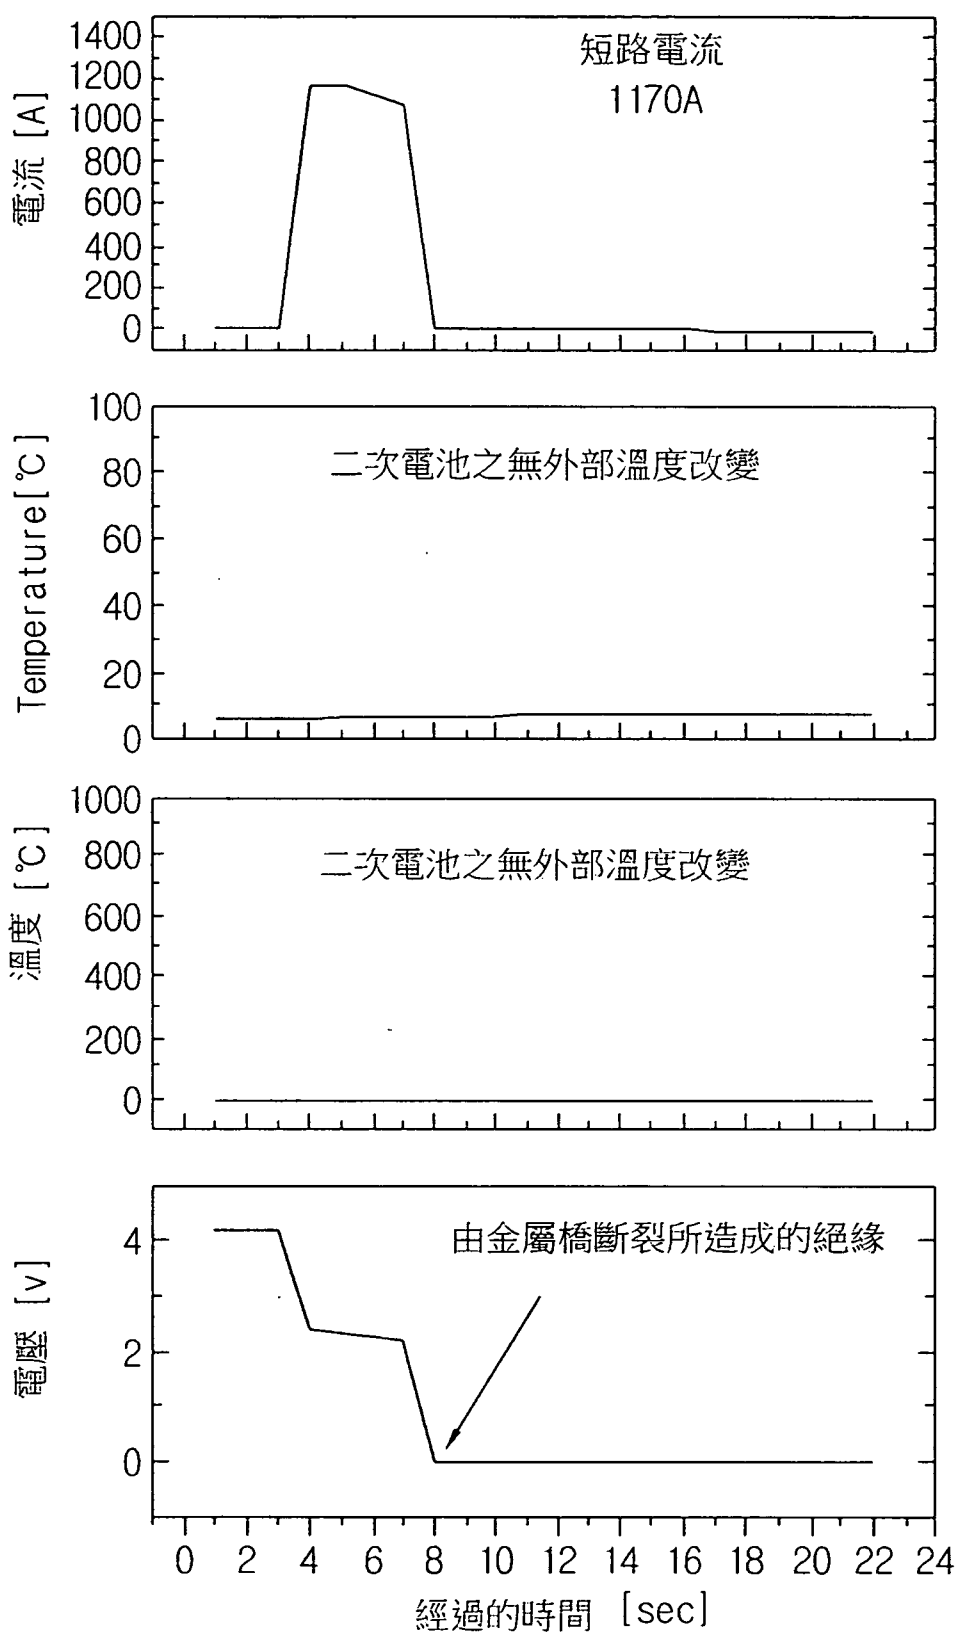 電流 [A]
1400
1200
1000
800
600
400
200
0
短路電流
1170A
Temperature[℃]
100
80
60
40
20
0
二次電池之無外部溫度改變
溫度 [℃]
1000
800
600
400
200
0
二次電池之無外部溫度改變
電壓 [v]
4
2
0
由金屬橋斷裂所造成的絕緣
0 2 4 6 8 10 12 14 16 18 20 22 24
經過的時間 [sec]